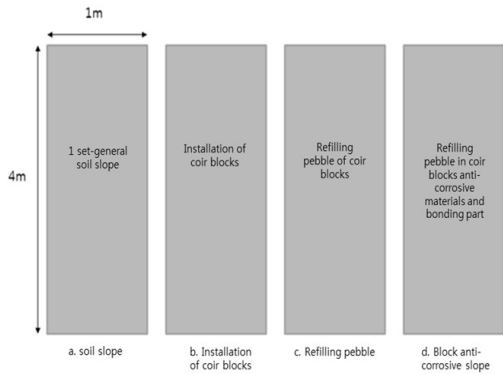 1m
4m
1 set-general
soil slope
Installation of
coir blocks
Refilling
pebble of coir
blocks
Refilling
pebble in coir
blocks anti-
corrosive
materials and
bonding part
a. soil slope
b. Installation
of coir blocks
c. Refilling pebble
d. Block anti-
corrosive slope